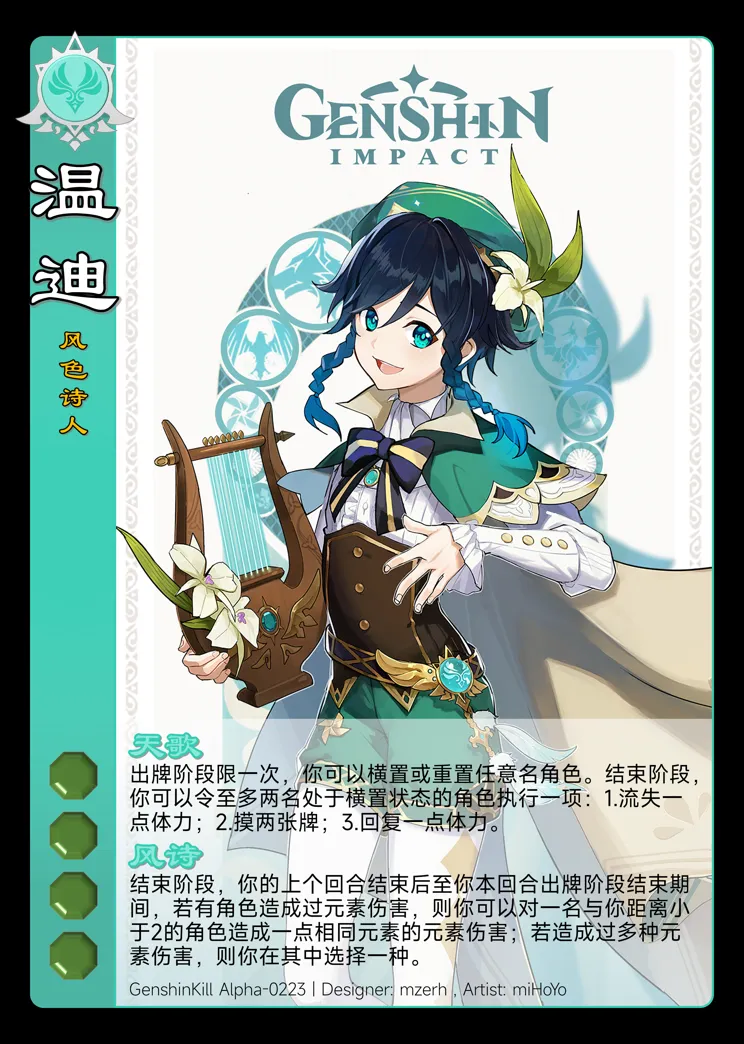 GENSHIN
IMPACT
温迪
风色诗人
天歌
出牌阶段限一次，你可以横置或重置任意名角色。结束阶段，
你可以令至多两名处于横置状态的角色执行一项：1.流失一
点体力；2.摸两张牌；3.回复一点体力。
风诗
结束阶段，你的上个回合结束后至你本回合出牌阶段结束期
间，若有角色造成过元素伤害，则你可以对一名与你距离小
于2的角色造成一点相同元素的元素伤害；若造成过多种元
素伤害，则你在其中选择一种。
GenshinKill Alpha-0223 | Designer: mzerh , Artist: miHoYo